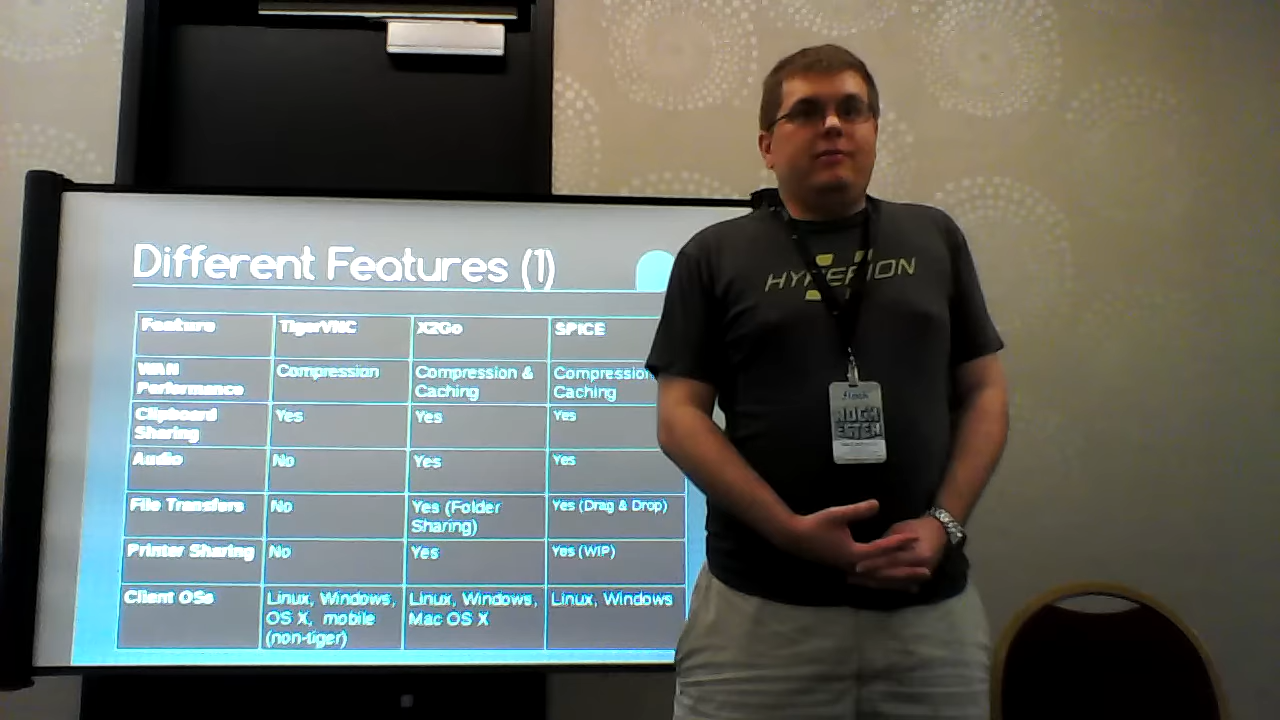 Different Features (1)
Feature TigerVNC X2Go SPICE
WAN Compression Compression & Compression
Performance Caching Caching
Clipboard Yes Yes Yes
Sharing
Audio No Yes Yes
File Transfers No Yes (Folder Yes (Drag & Drop)
Sharing)
Printer Sharing No Yes Yes (WIP)
Client OSs Linux, Windows, Linux, Windows, Linux, Windows
OS X, mobile Mac OS X
(non-tiger)
HYPERION